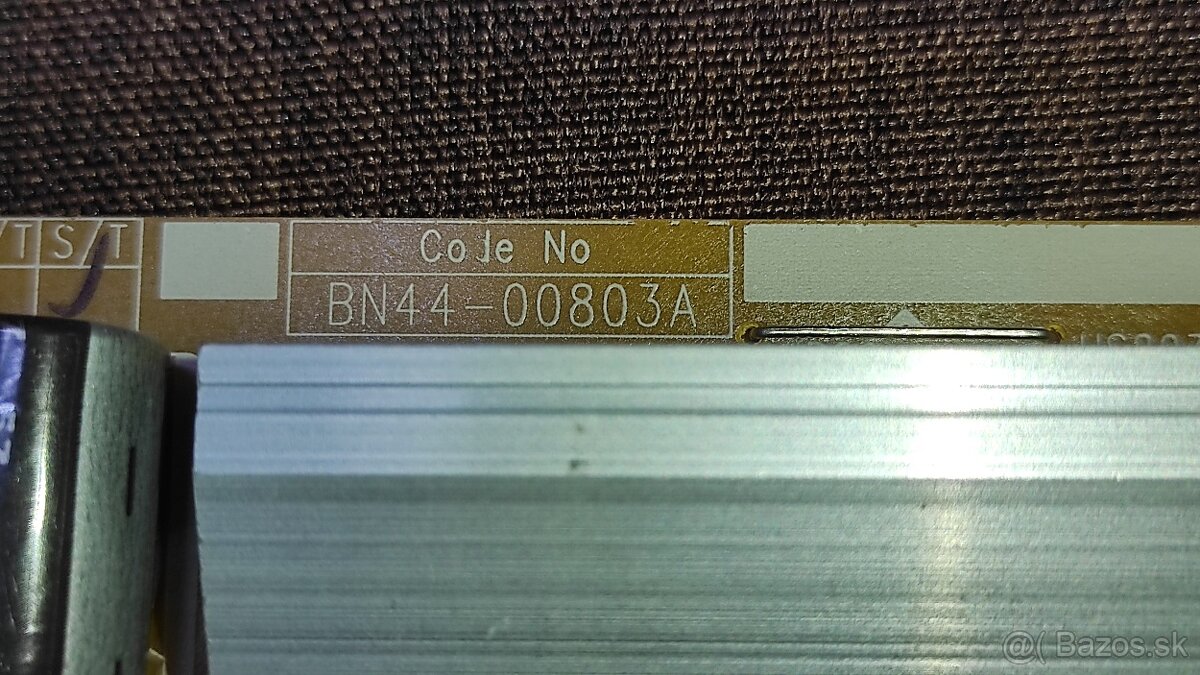 /T S/T
Code No
BN44-00803A
@( Bazos.sk